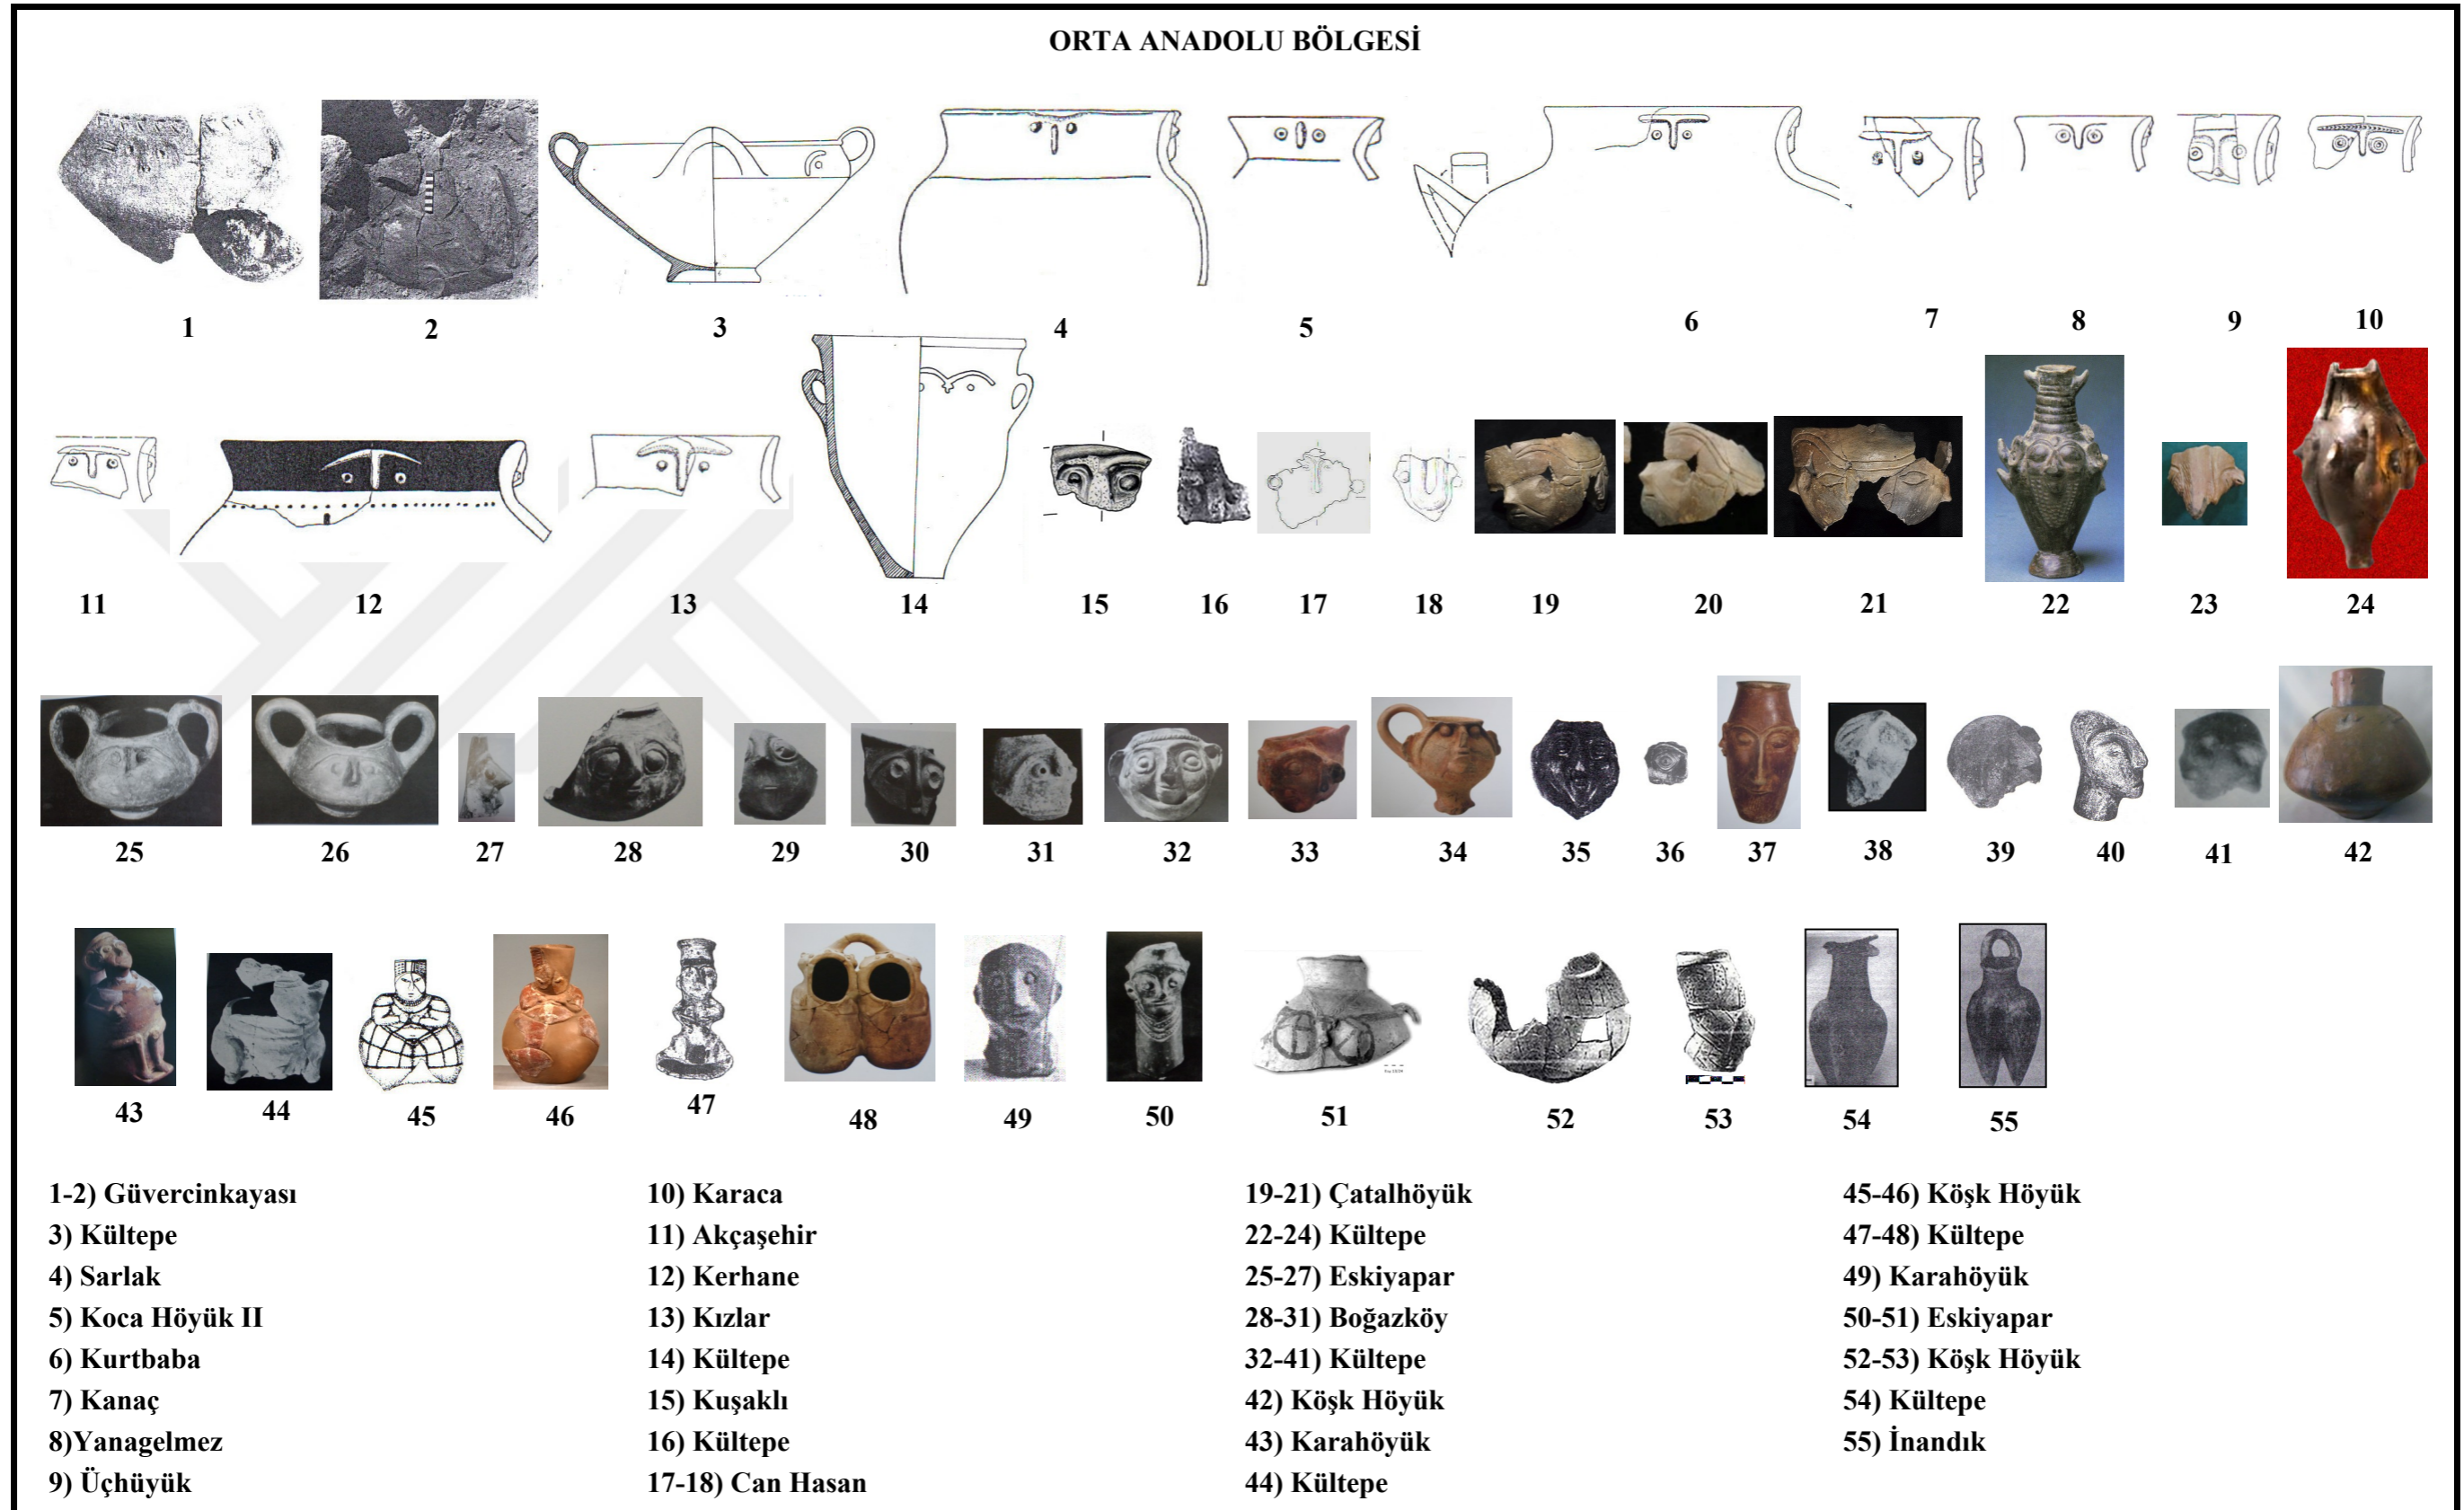 ORTA ANADOLU BÖLGESİ
1 2 3 4 5 6 7 8 9 10
11 12 13 14 15 16 17 18 19 20 21 22 23 24
25 26 27 28 29 30 31 32 33 34 35 36 37 38 39 40 41 42
43 44 45 46 47 48 49 50 51 52 53 54 55
1-2) Güvercinkayası
3) Kültepe
4) Sarlak
5) Koca Höyük II
6) Kurtbaba
7) Kanaç
8)Yanagelmez
9) Üçhüyük
10) Karaca
11) Akçaşehir
12) Kerhane
13) Kızlar
14) Kültepe
15) Kuşaklı
16) Kültepe
17-18) Can Hasan
19-21) Çatalhöyük
22-24) Kültepe
25-27) Eskiyapar
28-31) Boğazköy
32-41) Kültepe
42) Köşk Höyük
43) Karahöyük
44) Kültepe
45-46) Köşk Höyük
47-48) Kültepe
49) Karahöyük
50-51) Eskiyapar
52-53) Köşk Höyük
54) Kültepe
55) İnandık